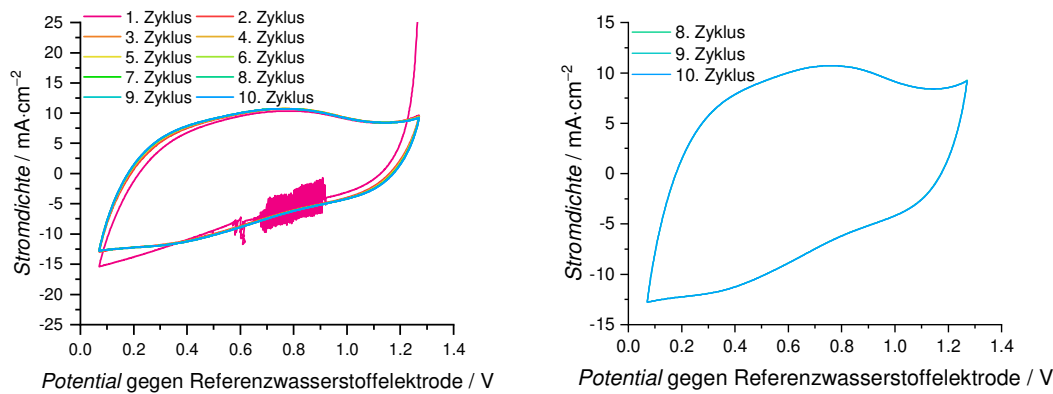 25
20
15
10
5
0
-5
-10
-15
-20
-25
Stromdichte / mA·cm⁻²
1. Zyklus 2. Zyklus
3. Zyklus 4. Zyklus
5. Zyklus 6. Zyklus
7. Zyklus 8. Zyklus
9. Zyklus 10. Zyklus
0.0 0.2 0.4 0.6 0.8 1.0 1.2 1.4
Potential gegen Referenzwasserstoffelektrode / V
15
10
5
0
-5
-10
-15
Stromdichte / mA·cm⁻²
8. Zyklus
9. Zyklus
10. Zyklus
0.0 0.2 0.4 0.6 0.8 1.0 1.2 1.4
Potential gegen Referenzwasserstoffelektrode / V